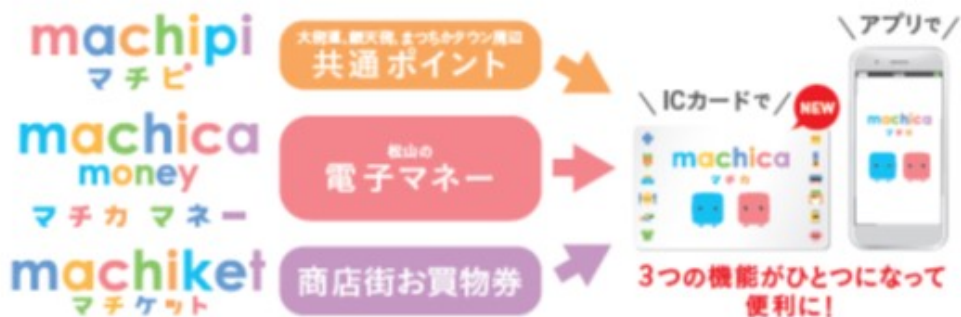 machipi
マチピ
大街道、銀天街、まつちかタウン周辺
共通ポイント
machica
money
マチカ マネー
松山の
電子マネー
machiket
マチケット
商店街お買物券
\ ICカードで /
NEW
machica
マチカ
\ アプリで /
machica
マチカ
3つの機能がひとつになって
便利に!